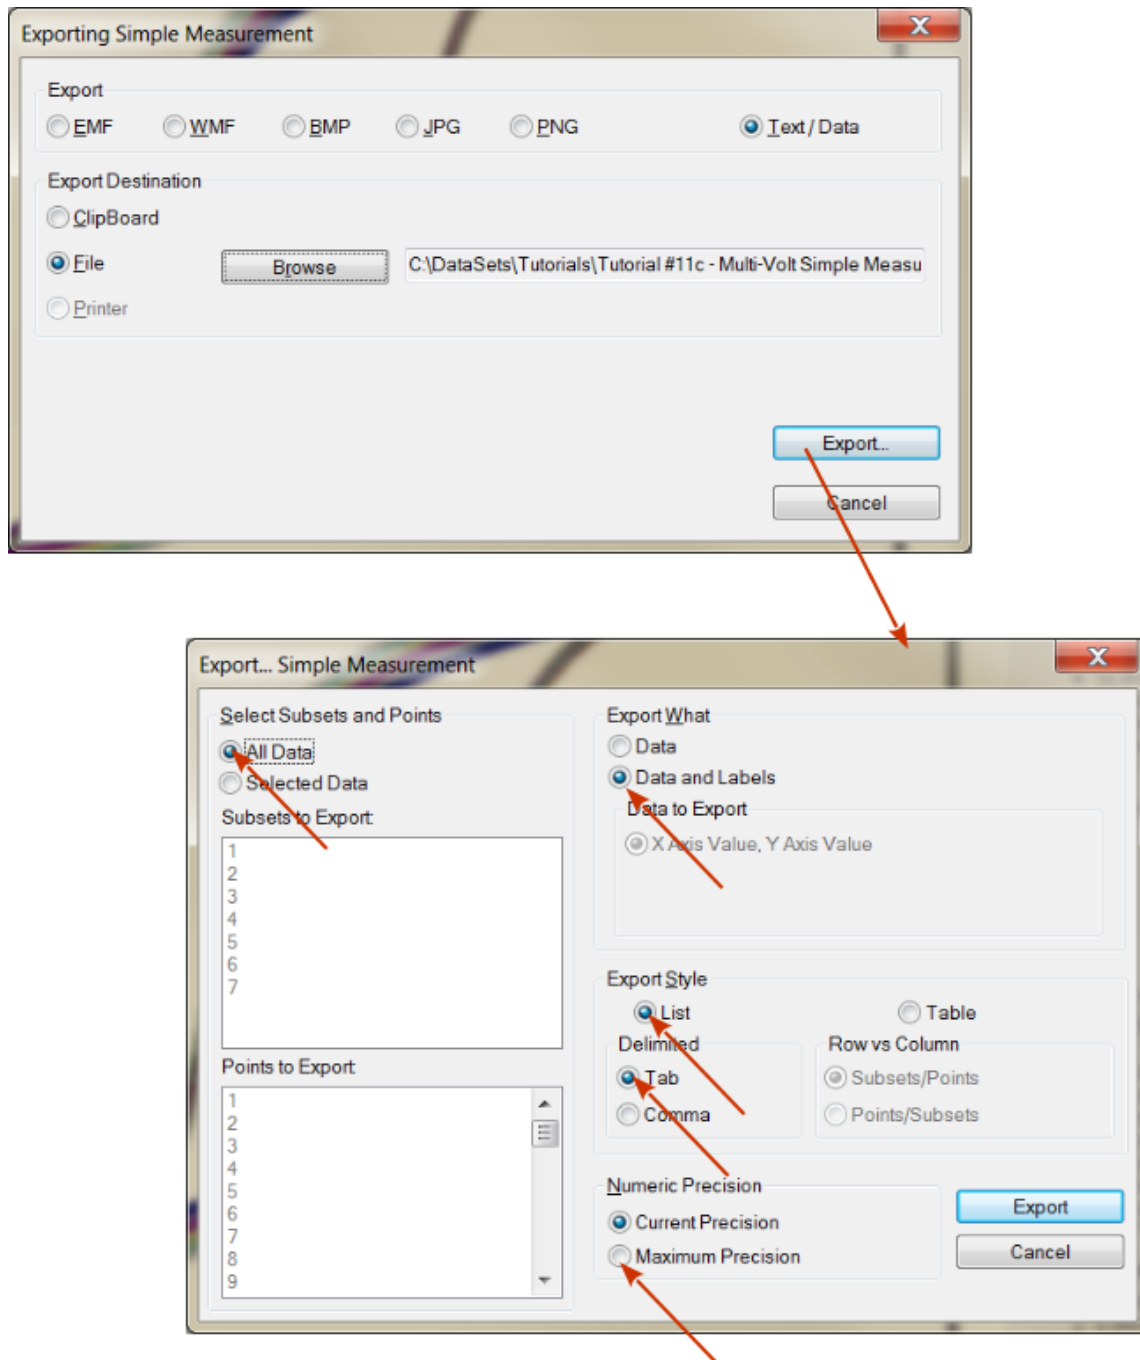 Exporting Simple Measurement
X
Export
EMF WMF BMP JPG PNG Text / Data
Export Destination
ClipBoard
File Browse C:\DataSets\Tutorials\Tutorial #11c - Multi-Volt Simple Measu
Printer
Export...
Cancel
Export... Simple Measurement
X
Select Subsets and Points
All Data
Selected Data
Subsets to Export:
1
2
3
4
5
6
7
Points to Export:
1
2
3
4
5
6
7
8
9
Export What
Data
Data and Labels
Data to Export
X Axis Value, Y Axis Value
Export Style
List Table
Delimited
Tab
Comma
Row vs Column
Subsets/Points
Points/Subsets
Numeric Precision
Current Precision
Maximum Precision
Export
Cancel